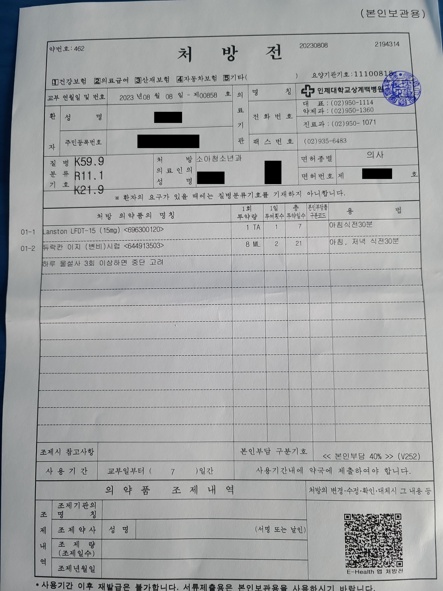 (본인보관용)
약번호: 462
처 방 전
20230808
2194314
1건강보험 2의료급여 3산재보험 4자동차보험 5기타( )
요양기관기호:
교부 연월일 및 번호
2023 년 08 월 08 일 - 제00858 호
의료기관
명 칭
인제대학교상계백병원
환자
성 명
전화번호
대 표 : (02)950-1114
약제과: (02)950-1360
진료과: (02)950-1071
주민등록번호
팩스번호
(02)935-6483
질병분류기호
K59.9
R11.1
K21.9
처 방
의료인의
성 명
소아청소년과
면허종별
의사
면허번호
제 호
※ 환자의 요구가 있을 때에는 질병분류기호를 기재하지 아니합니다.
처방 의약품의 명칭
1회
투약량
1일
투여횟수
총
투약일수
용 법
01-1
Lanston LFDT-15 (15mg) <696300120>
1 TA
1
7
아침식전30분
01-2
듀락칸 이지 (변비)시럽 <644913503>
8 ML
2
21
아침, 저녁 식전30분
하루 물설사 3회 이상하면 중단 고려
조제시 참고사항
본인부담 구분기호
<< 본인부담 40% >> (V252)
사용기간
교부일부터 ( 7 )일간
사용기간내에 약국에 제출하여야 합니다.
의 약 품 조 제 내 역
처방의 변경·수정·확인·대체시 그 내용 등
조제내역
조제기관의
명 칭
조제약사
성 명
(서명 또는 날인)
조 제 량
(조제일수)
조제년월일
E-Health 웹 처방전
* 사용기간 이후 재발급은 불가합니다. 서류제출용은 본인보관용을 사용하시기 바랍니다.